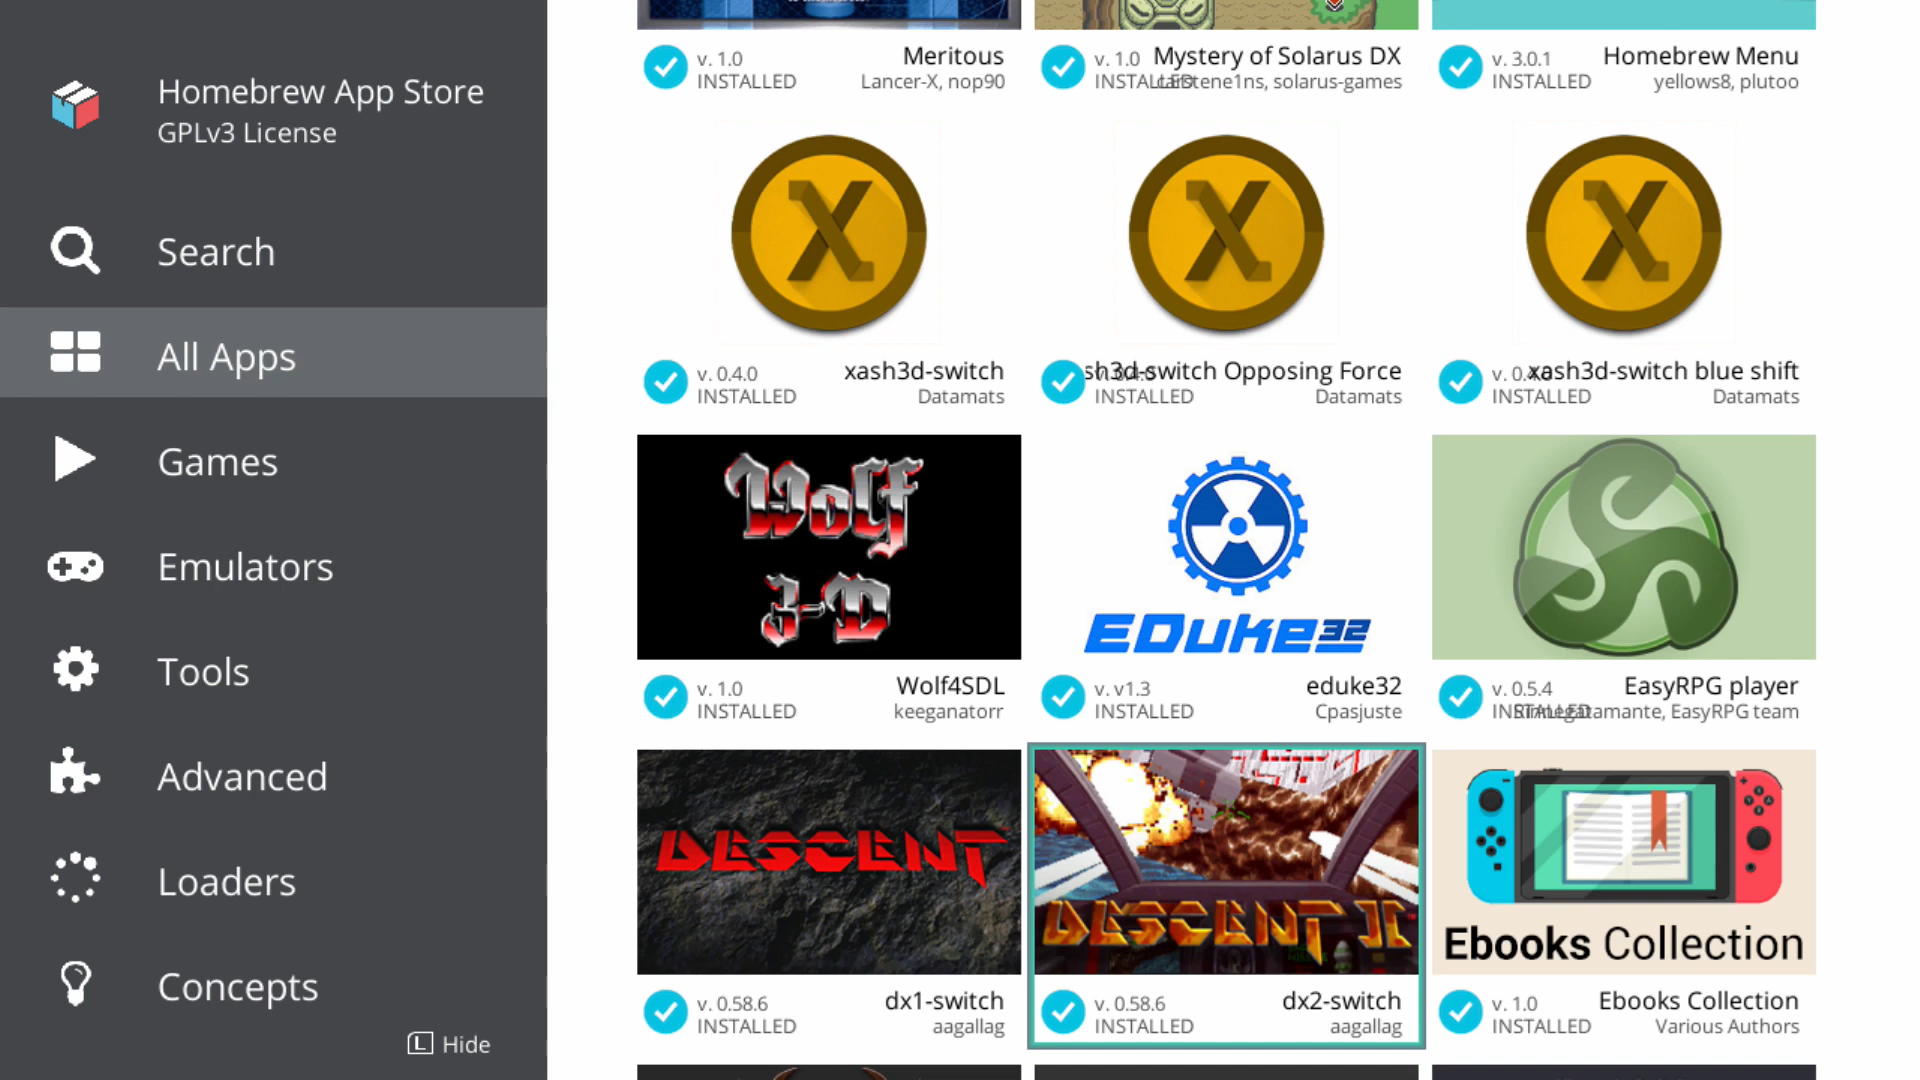 Homebrew App Store
GPLv3 License
Search
All Apps
Games
Emulators
Tools
Advanced
Loaders
Concepts
L Hide
v. 1.0
INSTALLED
Meritous
Lancer-X, nop90
v. 1.0
Mystery of Solarus DX
solarus-games
v. 3.0.1
INSTALLED
Homebrew Menu
yellows8, plutoo
v. 0.4.0
INSTALLED
xash3d-switch
Datamats
INSTALLED
sh3d-switch Opposing Force
Datamats
INSTALLED
xash3d-switch blue shift
Datamats
Wolf
3-D
v. 1.0
INSTALLED
Wolf4SDL
keeganatorr
EDuke32
v. v1.3
INSTALLED
eduke32
Cpasjuste
v. 0.5.4
EasyRPG player
EasyRPG team
DESCENT
v. 0.58.6
INSTALLED
dx1-switch
aagallag
DESCENT II
v. 0.58.6
INSTALLED
dx2-switch
aagallag
Ebooks Collection
v. 1.0
INSTALLED
Ebooks Collection
Various Authors